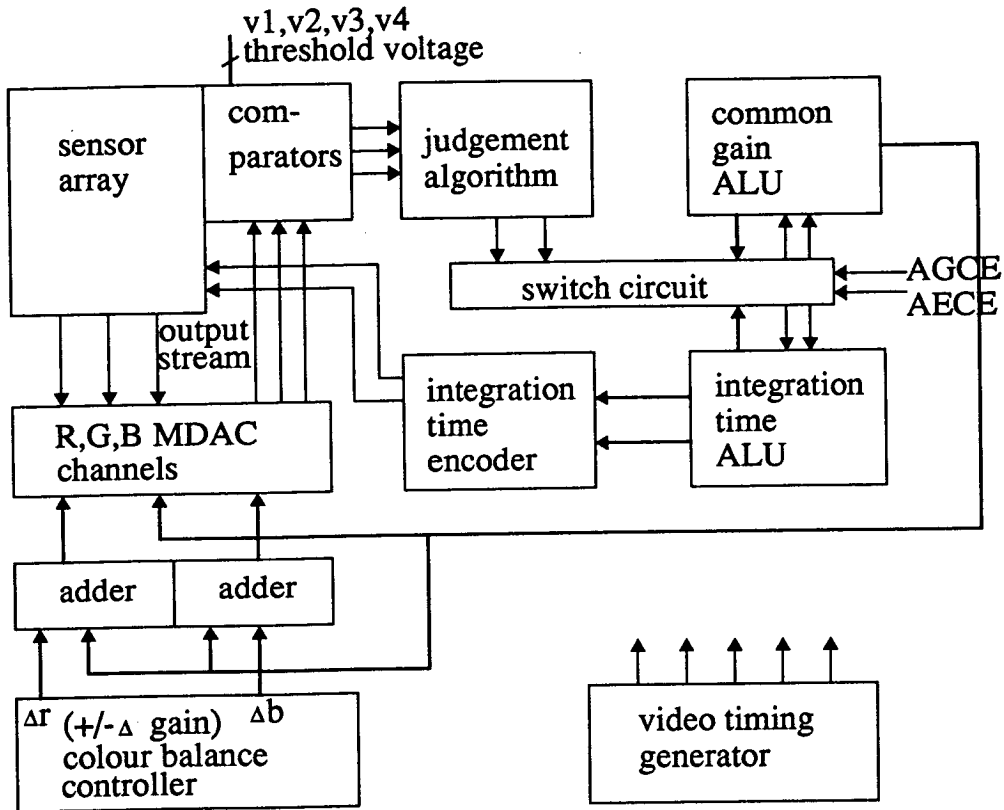 v1,v2,v3,v4
threshold voltage
sensor
array
com-
parators
judgement
algorithm
common
gain
ALU
switch circuit
AGCE
AECE
output
stream
integration
time
encoder
integration
time
ALU
R,G,B MDAC
channels
adder
adder
Δr (+/-Δ gain) Δb
colour balance
controller
video timing
generator